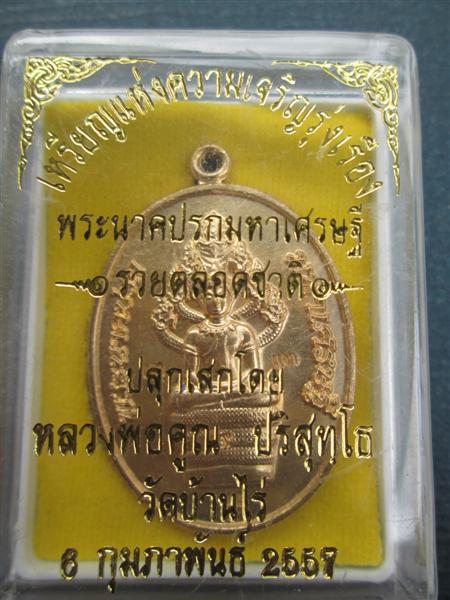 เหรียญแห่งความเจริญรุ่งเรือง
พระนาคปรกมหาเศรษฐี
รวยตลอดชาติ
ปลุกเสกโดย
หลวงพ่อคูณ ปริสุทฺโธ
วัดบ้านไร่
6 กุมภาพันธ์ 2557